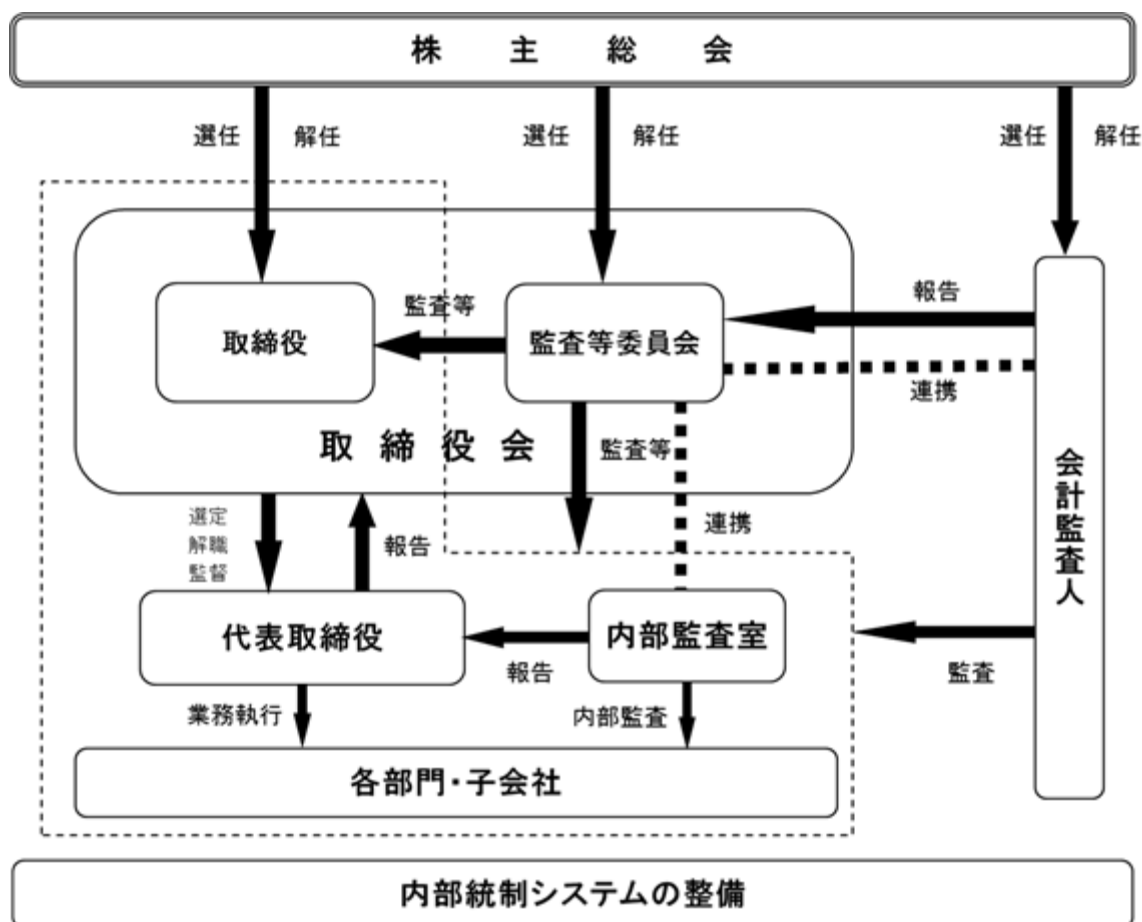 株主総会
選任 解任
選任 解任
選任 解任
取締役
監査等
監査等委員会
報告
連携
取締役会
監査等
会計監査人
選定
解職
監督
報告
連携
代表取締役
報告
内部監査室
監査
業務執行
内部監査
各部門・子会社
内部統制システムの整備